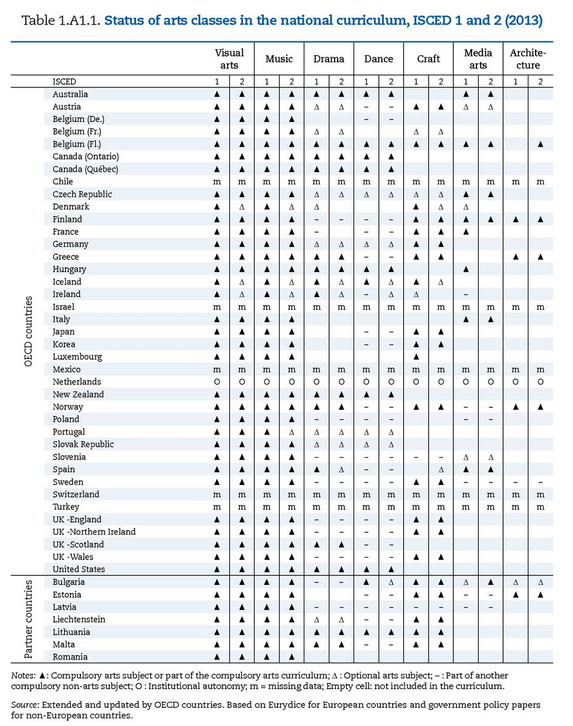 Table 1.A1.1. Status of arts classes in the national curriculum, ISCED 1 and 2 (2013)
Visual arts Music Drama Dance Craft Media arts Archite-cture
ISCED 1 2 1 2 1 2 1 2 1 2 1 2 1 2
OECD countries
Australia ▲ ▲ ▲ ▲ ▲ ▲ ▲ ▲ ▲ ▲
Austria ▲ ▲ ▲ ▲ Δ Δ – – ▲ ▲ Δ Δ
Belgium (De.) ▲ ▲ ▲ ▲ – –
Belgium (Fr.) ▲ ▲ ▲ ▲ Δ Δ Δ Δ
Belgium (Fl.) ▲ ▲ ▲ ▲ ▲ ▲ ▲ ▲ ▲ ▲ ▲ ▲ ▲
Canada (Ontario) ▲ ▲ ▲ ▲ ▲ ▲ ▲ ▲
Canada (Québec) ▲ ▲ ▲ ▲ ▲ ▲ ▲ ▲
Chile m m m m m m m m m m m m m m
Czech Republic ▲ ▲ ▲ ▲ Δ Δ Δ Δ Δ Δ ▲ ▲
Denmark ▲ Δ ▲ Δ Δ ▲ Δ Δ
Finland ▲ ▲ ▲ ▲ – – – – ▲ ▲ ▲ ▲ ▲ ▲
France ▲ ▲ ▲ ▲ – – – ▲ ▲ ▲
Germany ▲ ▲ ▲ ▲ Δ Δ Δ Δ ▲ ▲
Greece ▲ ▲ ▲ ▲ ▲ ▲ – – ▲ ▲ ▲ ▲
Hungary ▲ ▲ ▲ ▲ ▲ ▲ ▲ ▲ ▲
Iceland ▲ Δ ▲ Δ Δ Δ ▲ Δ ▲ Δ
Ireland ▲ Δ ▲ Δ ▲ Δ – Δ Δ –
Israel m m m m m m m m m m m m m m
Italy ▲ ▲ ▲ ▲ ▲ ▲
Japan ▲ ▲ ▲ ▲ – – ▲ ▲
Korea ▲ ▲ ▲ ▲ – – ▲ ▲
Luxembourg ▲ ▲ ▲ ▲ ▲
Mexico m m m m m m m m m m m m m m
Netherlands O O O O O O O O O O O O O O
New Zealand ▲ ▲ ▲ ▲ ▲ ▲ ▲ ▲
Norway ▲ ▲ ▲ ▲ ▲ ▲ – – ▲ ▲ – – ▲ ▲
Poland ▲ ▲ ▲ ▲ – – – – – –
Portugal ▲ ▲ ▲ Δ Δ Δ Δ Δ
Slovak Republic ▲ ▲ ▲ ▲ Δ Δ Δ Δ
Slovenia ▲ ▲ ▲ ▲ – – – – – – Δ Δ
Spain ▲ ▲ ▲ ▲ ▲ Δ – – Δ ▲ ▲
Sweden ▲ ▲ ▲ ▲ – – – – ▲ ▲ – – – –
Switzerland m m m m m m m m m m m m m m
Turkey m m m m m m m m m m m m m m
UK -England ▲ ▲ ▲ ▲ – – – – ▲ ▲
UK -Northern Ireland ▲ ▲ ▲ ▲ – – – – ▲ ▲
UK -Scotland ▲ ▲ ▲ ▲ ▲ ▲ – –
UK -Wales ▲ ▲ ▲ ▲ – – – – ▲ ▲
United States ▲ ▲ ▲ ▲ ▲ ▲ ▲ ▲
Partner countries
Bulgaria ▲ ▲ ▲ ▲ – – ▲ Δ ▲ ▲ Δ ▲ Δ Δ
Estonia ▲ ▲ ▲ ▲ – – ▲ ▲ – – ▲ ▲
Latvia ▲ ▲ ▲ ▲ – – – – – – – –
Liechtenstein ▲ ▲ ▲ ▲ Δ Δ – – ▲ ▲
Lithuania ▲ ▲ ▲ ▲ ▲ ▲ ▲ ▲ ▲ ▲
Malta ▲ ▲ ▲ ▲ ▲ ▲ – – ▲ ▲
Romania ▲ ▲ ▲ ▲
Notes: ▲: Compulsory arts subject or part of the compulsory arts curriculum; Δ : Optional arts subject; – : Part of another
compulsory non-arts subject; O : Institutional autonomy; m = missing data; Empty cell: not included in the curriculum.
Source: Extended and updated by OECD countries. Based on Eurydice for European countries and government policy papers
for non-European countries.